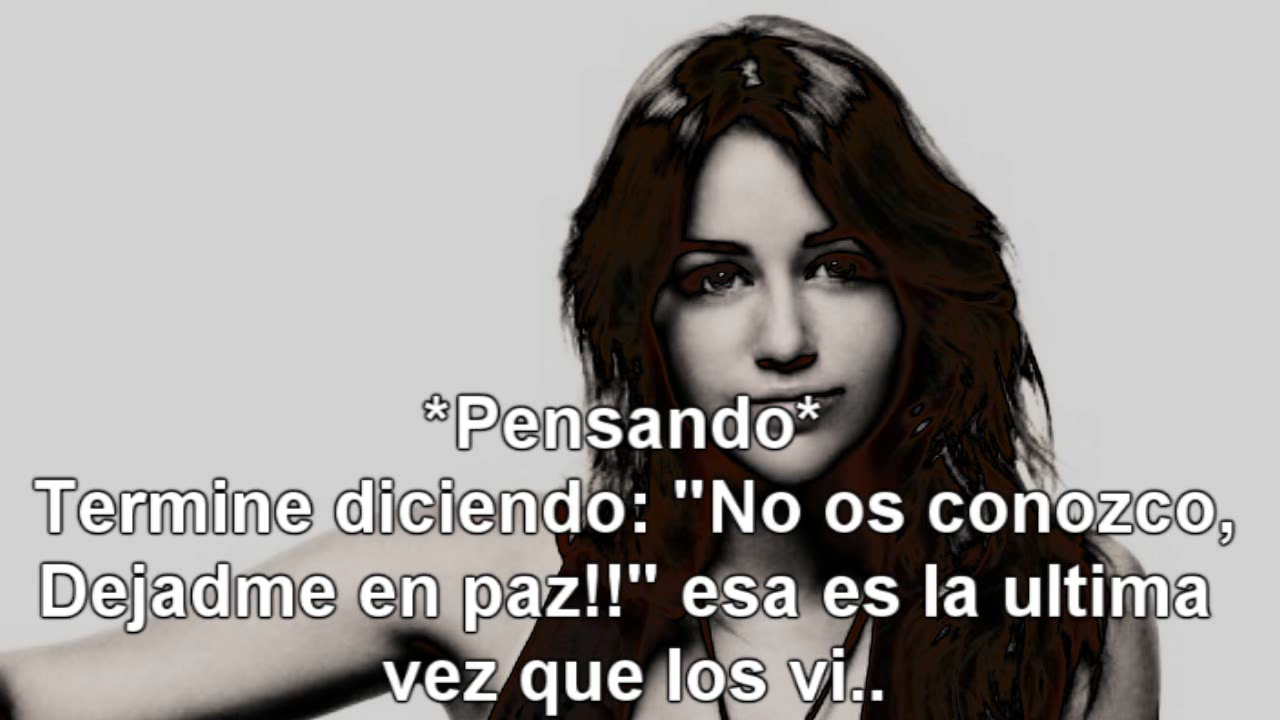 *Pensando*
Termine diciendo: "No os conozco,
Dejadme en paz!!" esa es la ultima
vez que los vi..